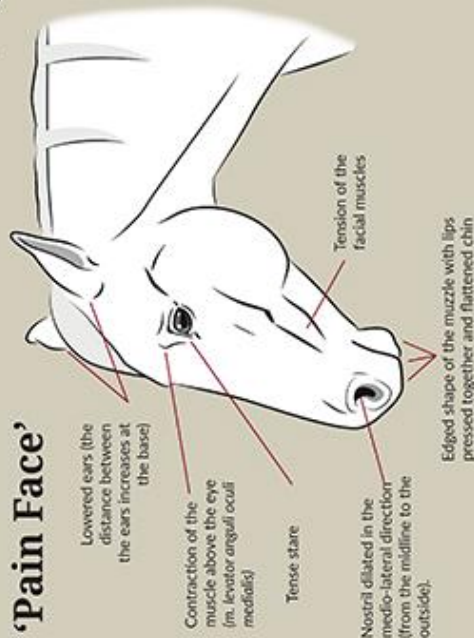 'Pain Face'
Lowered ears (the
distance between
the ears increases at
the base)
Contraction of the
muscle above the eye
(m. levator anguli oculi
medialis)
Tense stare
Nostril dilated in the
medio-lateral direction
(from the midline to the
outside).
Tension of the
facial muscles
Edged shape of the muzzle with lips
pressed together and flattened chin